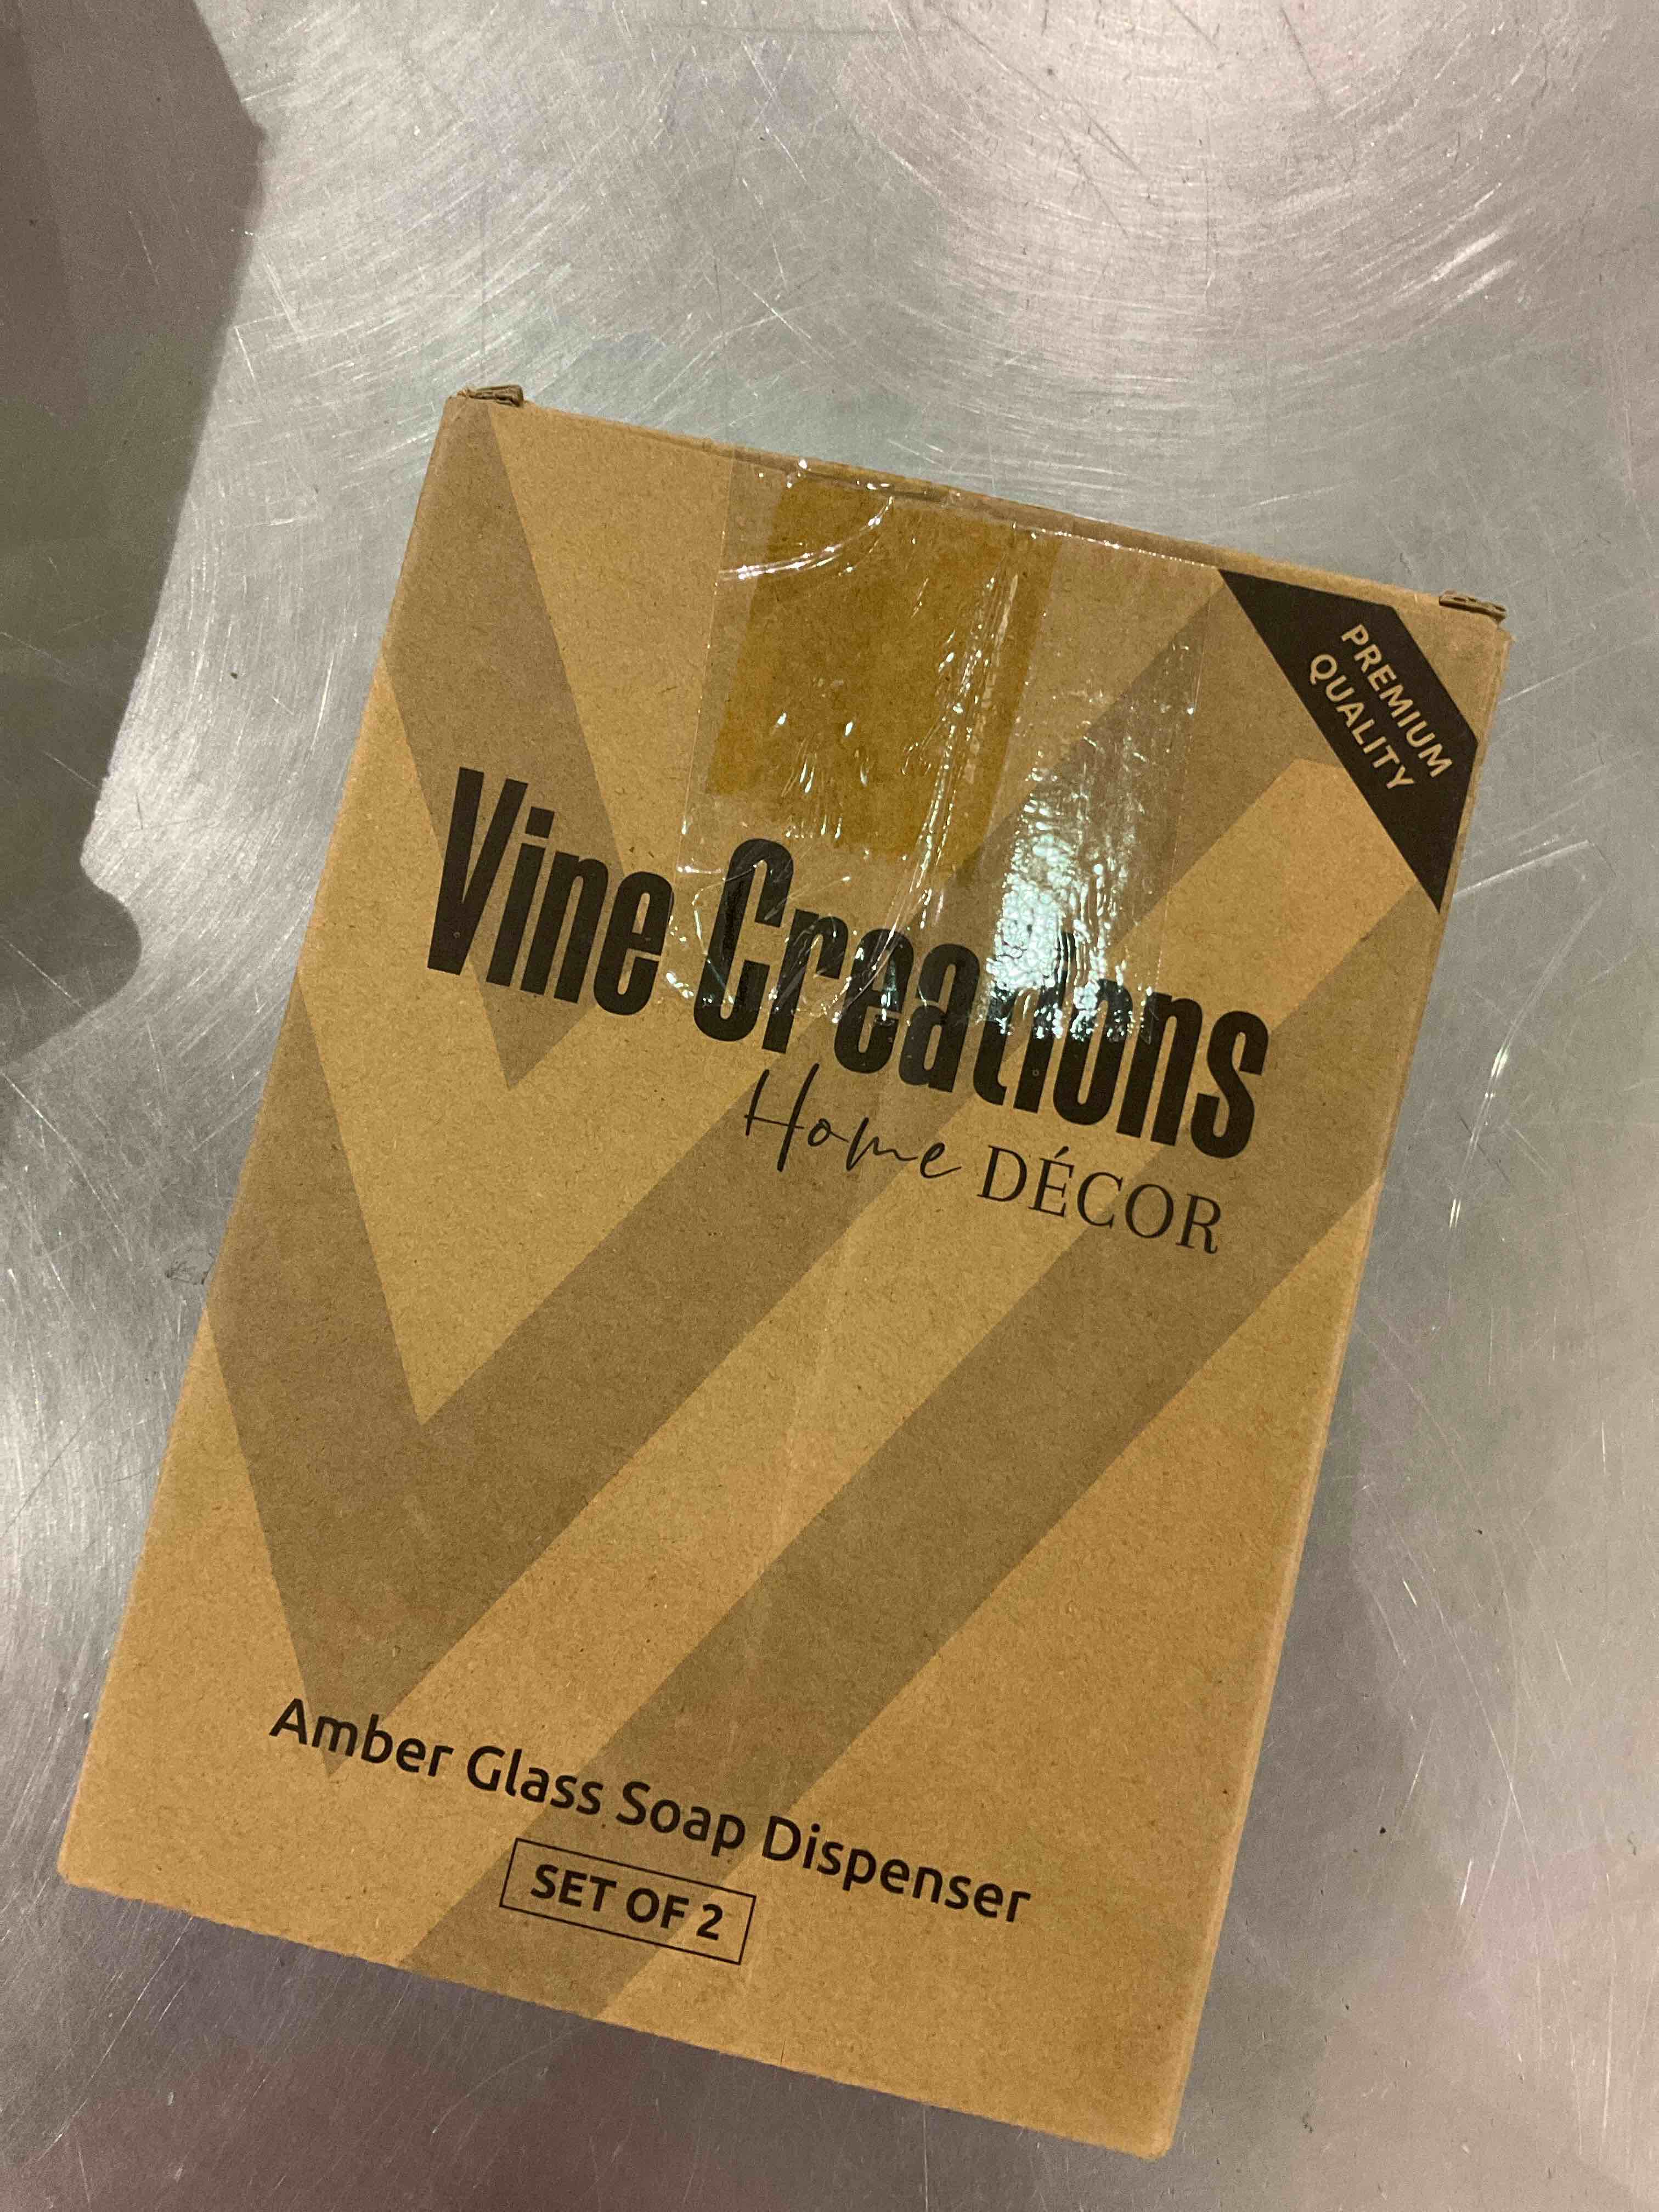 PREMIUM
QUALITY
Vine Creations
Home DÉCOR
Amber Glass Soap Dispenser
SET OF 2